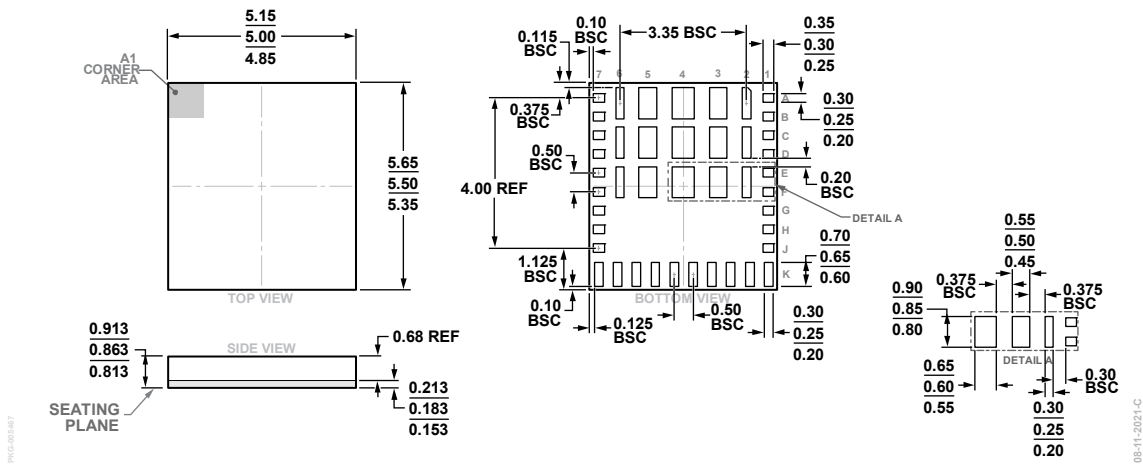 5.15
5.00
4.85
A1
CORNER
AREA
5.65
5.50
5.35
TOP VIEW
0.913
0.863
0.813
SIDE VIEW
0.68 REF
SEATING
PLANE
0.213
0.183
0.153
0.10
BSC
0.115
BSC
3.35 BSC
0.35
0.30
0.25
7 6 5 4 3 2 1
A
B
C
D
E
F
G
H
J
K
0.375
BSC
0.30
0.25
0.20
0.50
BSC
4.00 REF
0.20
BSC
DETAIL A
1.125
BSC
0.70
0.65
0.60
BOTTOM VIEW
0.10
BSC
0.125
BSC
0.50
BSC
0.30
0.25
0.20
0.55
0.50
0.45
0.375
BSC
0.375
BSC
0.90
0.85
0.80
DETAIL A
0.65
0.60
0.55
0.30
BSC
0.30
0.25
0.20
PKG-005467
08-11-2021-C